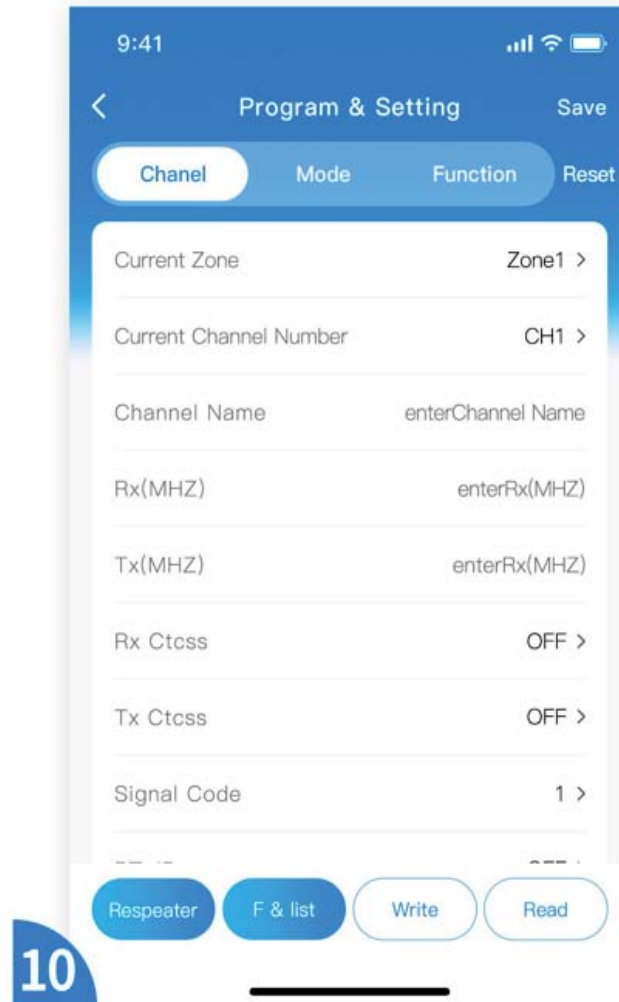 9:41
Program & Setting Save
Chanel Mode Function Reset
Current Zone Zone1 >
Current Channel Number CH1 >
Channel Name enterChannel Name
Rx(MHZ) enterRx(MHZ)
Tx(MHZ) enterRx(MHZ)
Rx Ctcss OFF >
Tx Ctcss OFF >
Signal Code 1 >
Respeater F & list Write Read
10